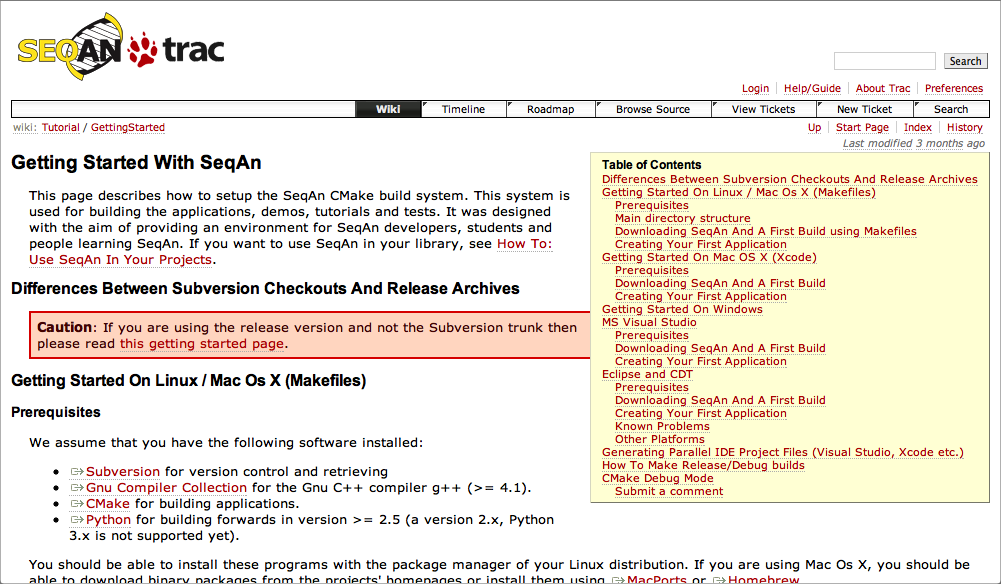 SEQAN trac
Search
Login Help/Guide About Trac Preferences
Wiki Timeline Roadmap Browse Source View Tickets New Ticket Search
wiki: Tutorial / GettingStarted
Up Start Page Index History
Last modified 3 months ago
Getting Started With SeqAn
This page describes how to setup the SeqAn CMake build system. This system is
used for building the applications, demos, tutorials and tests. It was designed
with the aim of providing an environment for SeqAn developers, students and
people learning SeqAn. If you want to use SeqAn in your library, see How To:
Use SeqAn In Your Projects.
Differences Between Subversion Checkouts And Release Archives
Caution: If you are using the release version and not the Subversion trunk then
please read this getting started page.
Getting Started On Linux / Mac Os X (Makefiles)
Prerequisites
We assume that you have the following software installed:
Subversion for version control and retrieving
Gnu Compiler Collection for the Gnu C++ compiler g++ (>= 4.1).
CMake for building applications.
Python for building forwards in version >= 2.5 (a version 2.x, Python
3.x is not supported yet).
You should be able to install these programs with the package manager of your Linux distribution. If you are using Mac Os X, you should be
able to download binary packages from the projects' homepages or install them using MacPorts or Homebrew
Table of Contents
Differences Between Subversion Checkouts And Release Archives
Getting Started On Linux / Mac Os X (Makefiles)
Prerequisites
Main directory structure
Downloading SeqAn And A First Build using Makefiles
Creating Your First Application
Getting Started On Mac OS X (Xcode)
Prerequisites
Downloading SeqAn And A First Build
Creating Your First Application
Getting Started On Windows
MS Visual Studio
Prerequisites
Downloading SeqAn And A First Build
Creating Your First Application
Eclipse and CDT
Prerequisites
Downloading SeqAn And A First Build
Creating Your First Application
Known Problems
Other Platforms
Generating Parallel IDE Project Files (Visual Studio, Xcode etc.)
How To Make Release/Debug builds
CMake Debug Mode
Submit a comment